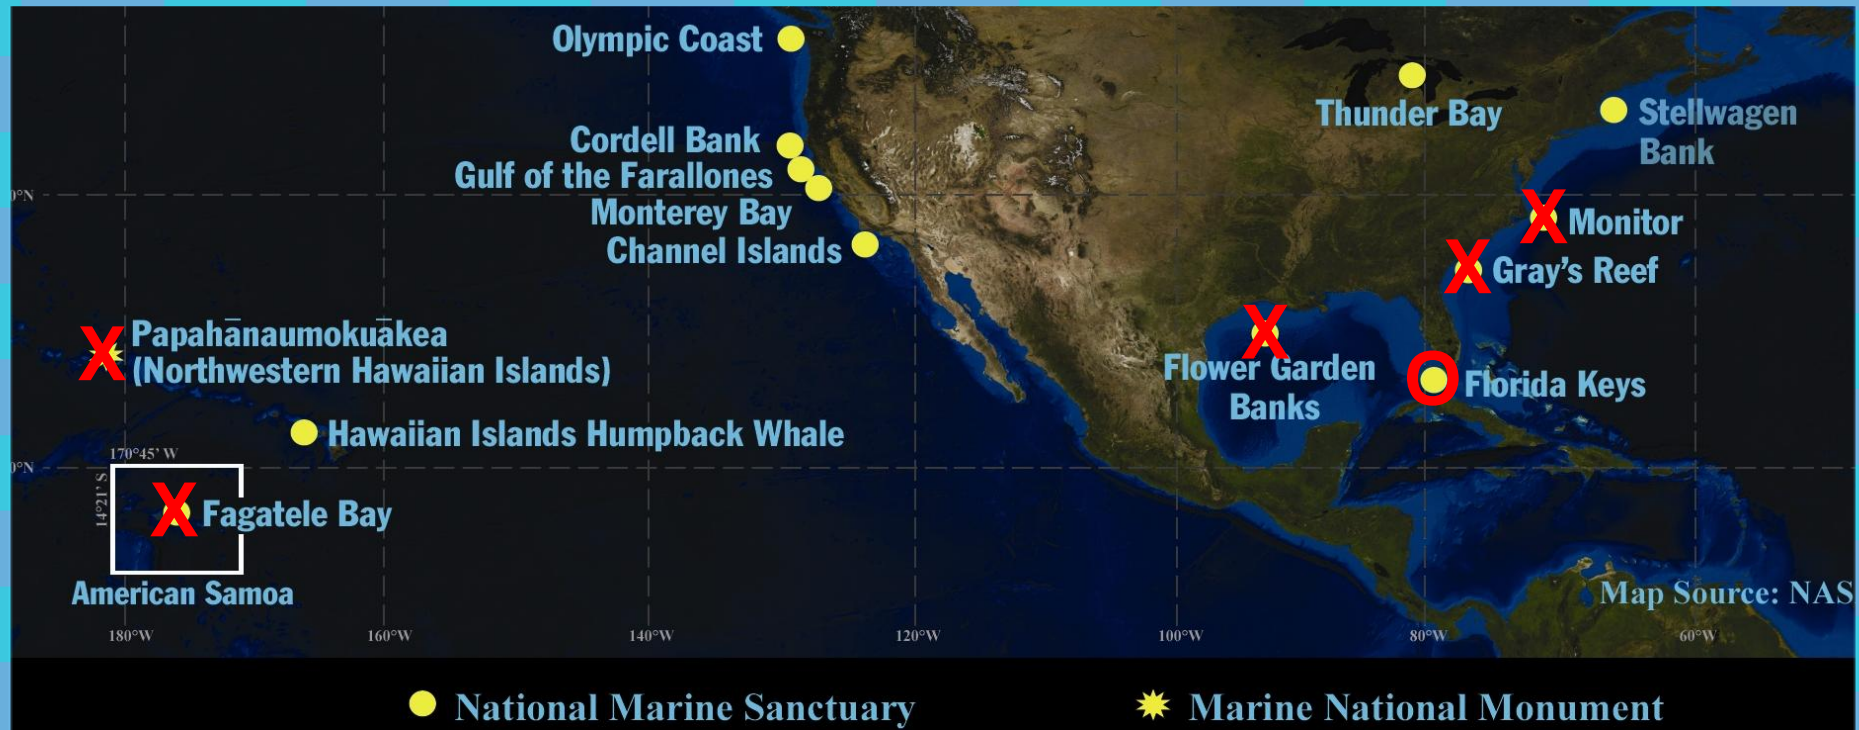 Olympic Coast
Thunder Bay
Stellwagen
Bank
Cordell Bank
Gulf of the Farallones
Monterey Bay
Channel Islands
0°N
X Monitor
X Gray's Reef
X Papahānaumokuākea
(Northwestern Hawaiian Islands)
X
Flower Garden
Banks
O Florida Keys
Hawaiian Islands Humpback Whale
0°N
170°45' W
14°21' S
X Fagatele Bay
American Samoa
Map Source: NAS
180°W 160°W 140°W 120°W 100°W 80°W 60°W
National Marine Sanctuary Marine National Monument